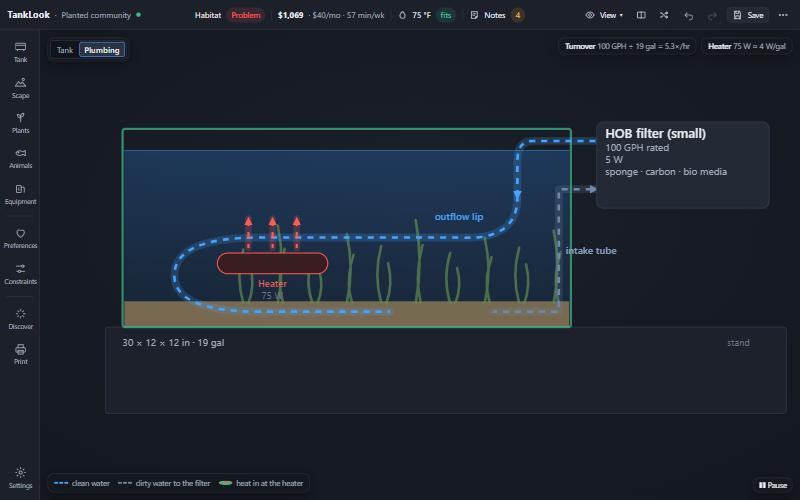 TankLook · Planted community
Habitat Problem $1,069 · $40/mo · 57 min/wk 75 °F fits Notes 4
View Save
Tank
Scape
Plants
Animals
Equipment
Preferences
Constraints
Discover
Print
Settings
Tank Plumbing
Turnover 100 GPH ÷ 19 gal = 5.3×/hr
Heater 75 W = 4 W/gal
HOB filter (small)
100 GPH rated
5 W
sponge · carbon · bio media
outflow lip
intake tube
Heater
75 W
30 × 12 × 12 in · 19 gal
stand
clean water dirty water to the filter heat in at the heater
Pause